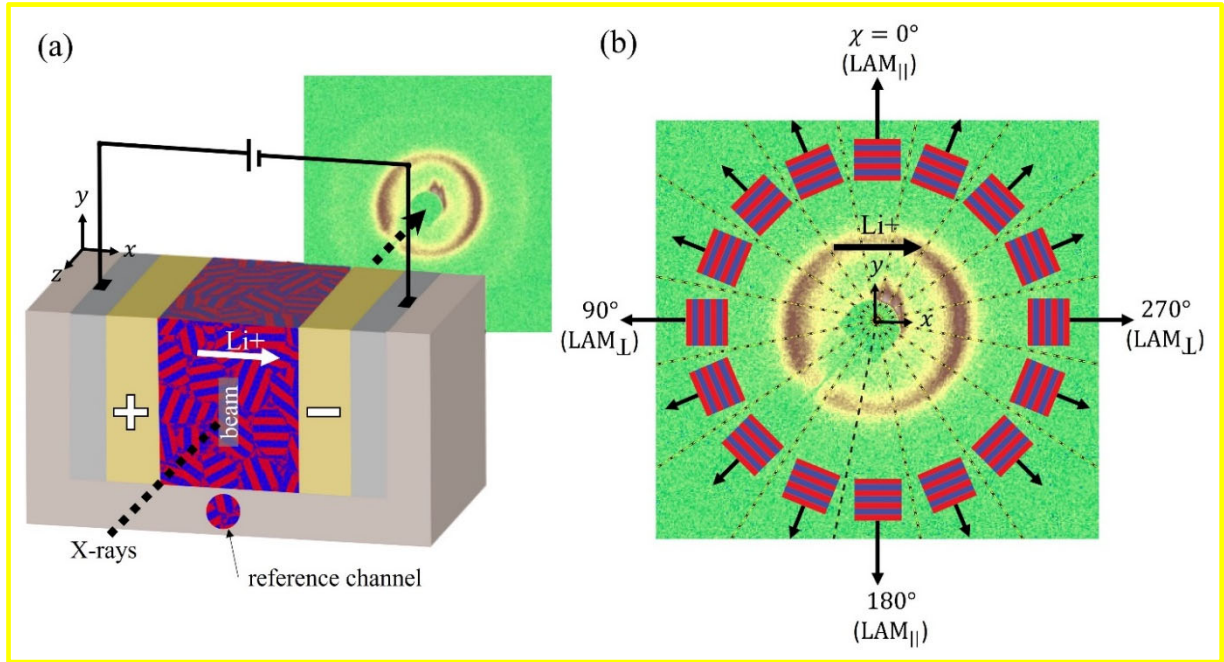 (a)
y
x
z
Li+
+
−
beam
X-rays
reference channel
(b)
χ = 0°
(LAM||)
Li+
y
x
90°
(LAM⊥)
270°
(LAM⊥)
180°
(LAM||)